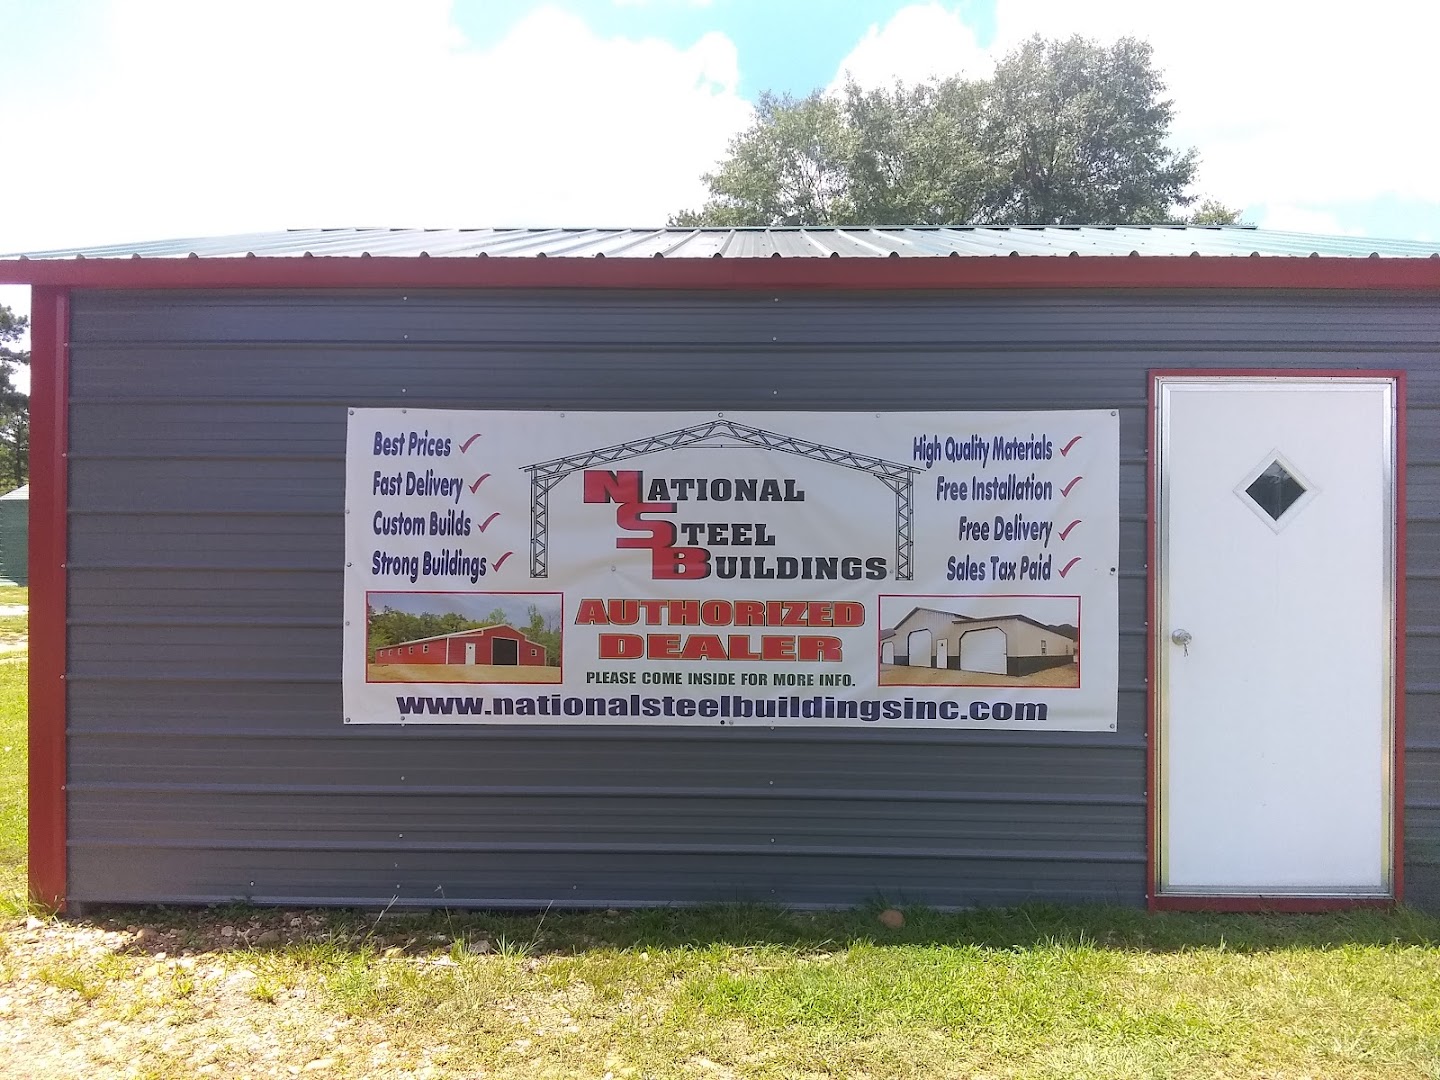 Best Prices ✓
Fast Delivery ✓
Custom Builds ✓
Strong Buildings ✓
NATIONAL
STEEL
BUILDINGS
High Quality Materials ✓
Free Installation ✓
Free Delivery ✓
Sales Tax Paid ✓
AUTHORIZED
DEALER
PLEASE COME INSIDE FOR MORE INFO.
www.nationalsteelbuildingsinc.com